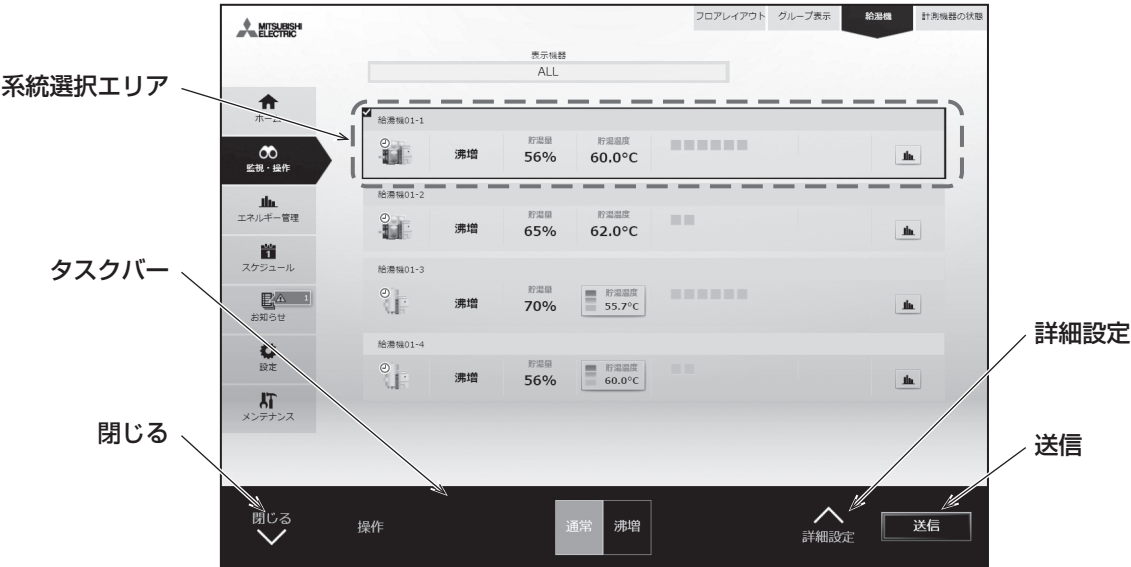 MITSUBISHI
ELECTRIC
フロアレイアウト グループ表示 給湯機 計測機器の状態
表示機器
ALL
系統選択エリア
ホーム
監視・操作
エネルギー管理
スケジュール
1
お知らせ
設定
メンテナンス
給湯機01-1
沸増
貯湯量
56%
貯湯温度
60.0°C
給湯機01-2
沸増
貯湯量
65%
貯湯温度
62.0°C
給湯機01-3
沸増
貯湯量
70%
貯湯温度
55.7°C
給湯機01-4
沸増
貯湯量
56%
貯湯温度
60.0°C
タスクバー
詳細設定
閉じる
送信
閉じる
操作
通常 沸増
詳細設定
送信